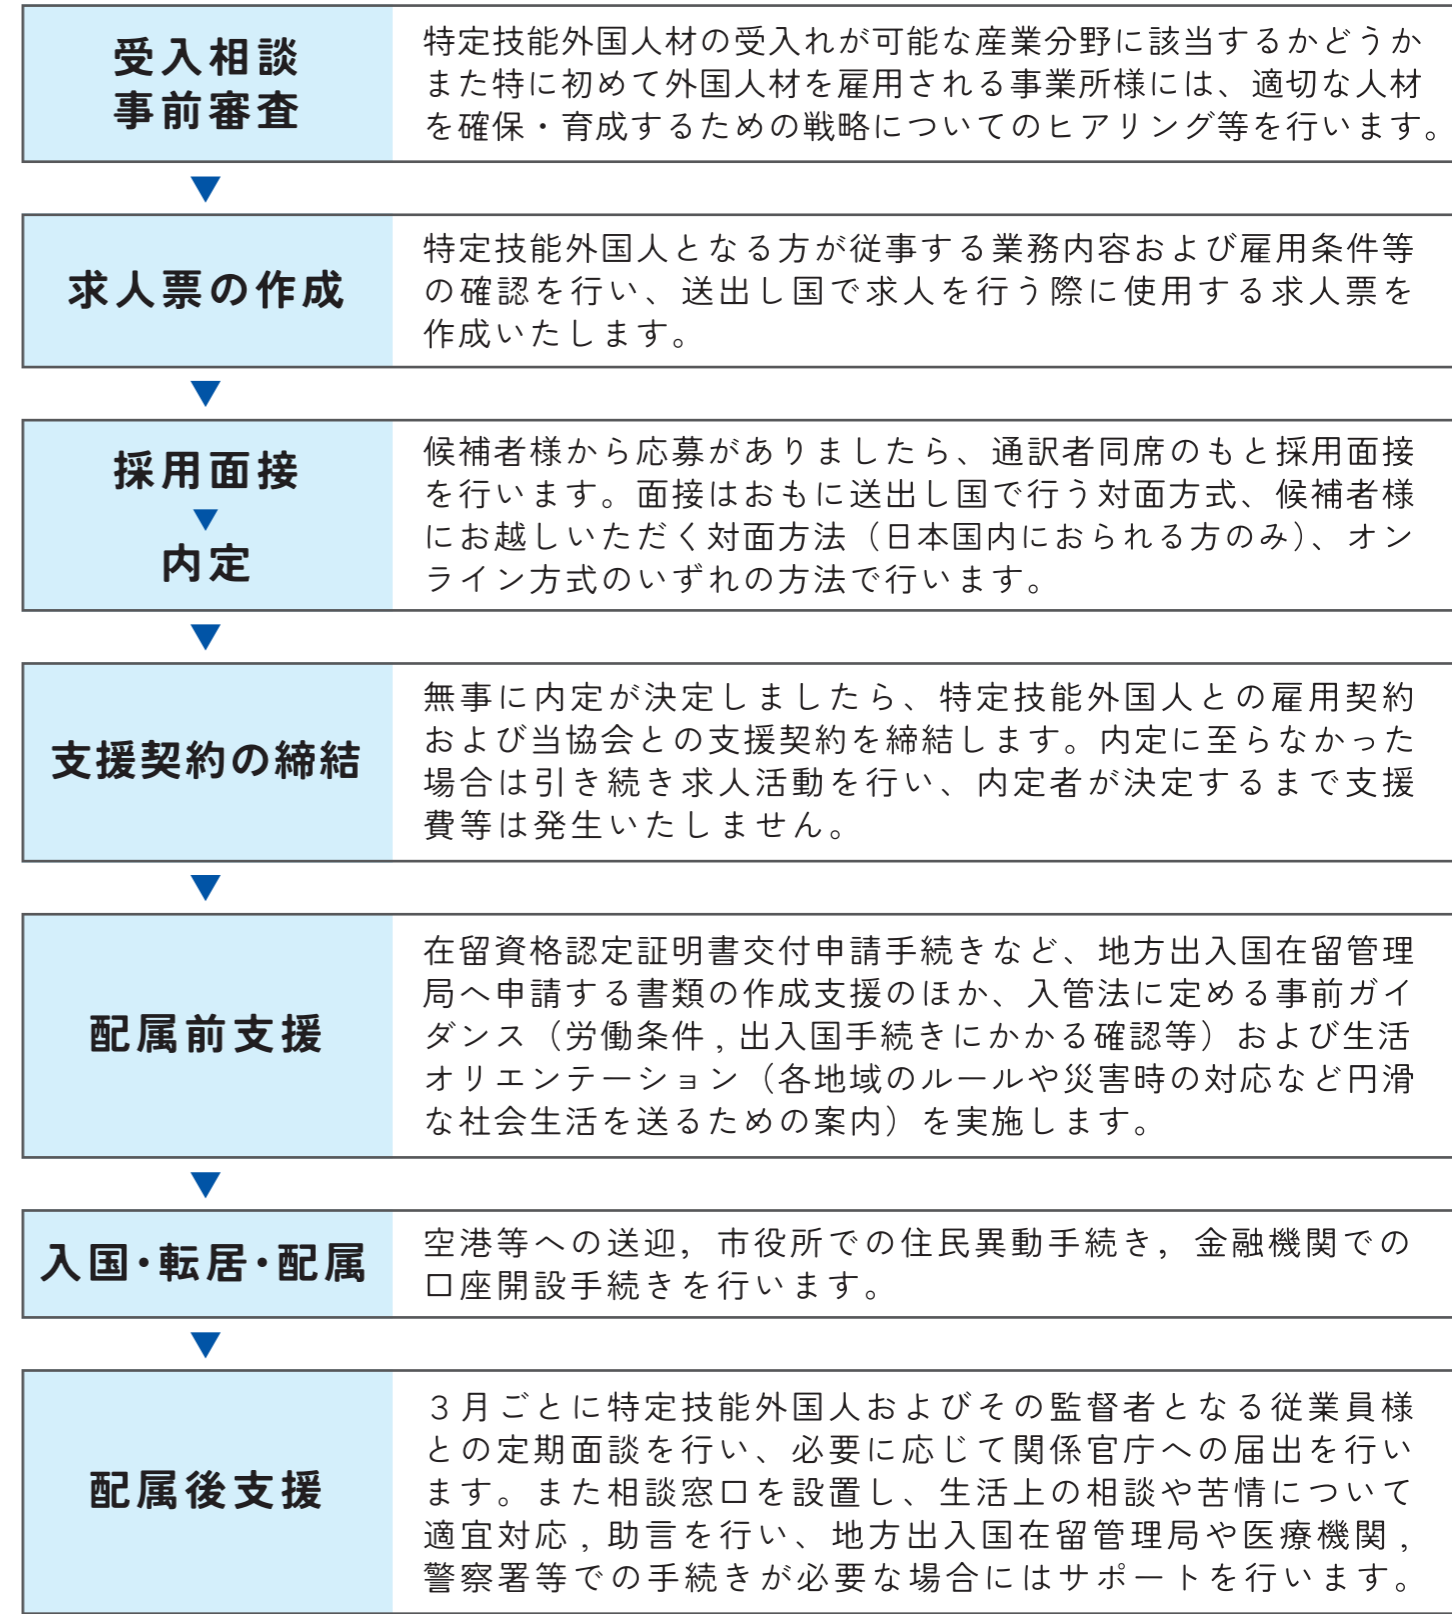 受入相談
事前審査
特定技能外国人材の受入れが可能な産業分野に該当するかどうか
また特に初めて外国人材を雇用される事業所様には、適切な人材
を確保・育成するための戦略についてのヒアリング等を行います。
▼
求人票の作成
特定技能外国人となる方が従事する業務内容および雇用条件等
の確認を行い、送出し国で求人を行う際に使用する求人票を
作成いたします。
▼
採用面接
▼
内定
候補者様から応募がありましたら、通訳者同席のもと採用面接
を行います。面接はおもに送出し国で行う対面方式、候補者様
にお越しいただく対面方法（日本国内におられる方のみ）、オン
ライン方式のいずれの方法で行います。
▼
支援契約の締結
無事に内定が決定しましたら、特定技能外国人との雇用契約
および当協会との支援契約を締結します。内定に至らなかった
場合は引き続き求人活動を行い、内定者が決定するまで支援
費等は発生いたしません。
▼
配属前支援
在留資格認定証明書交付申請手続きなど、地方出入国在留管理
局へ申請する書類の作成支援のほか、入管法に定める事前ガイ
ダンス（労働条件，出入国手続きにかかる確認等）および生活
オリエンテーション（各地域のルールや災害時の対応など円滑
な社会生活を送るための案内）を実施します。
▼
入国・転居・配属
空港等への送迎，市役所での住民異動手続き，金融機関での
口座開設手続きを行います。
▼
配属後支援
３月ごとに特定技能外国人およびその監督者となる従業員様
との定期面談を行い、必要に応じて関係官庁への届出を行い
ます。また相談窓口を設置し、生活上の相談や苦情について
適宜対応，助言を行い、地方出入国在留管理局や医療機関，
警察署等での手続きが必要な場合にはサポートを行います。